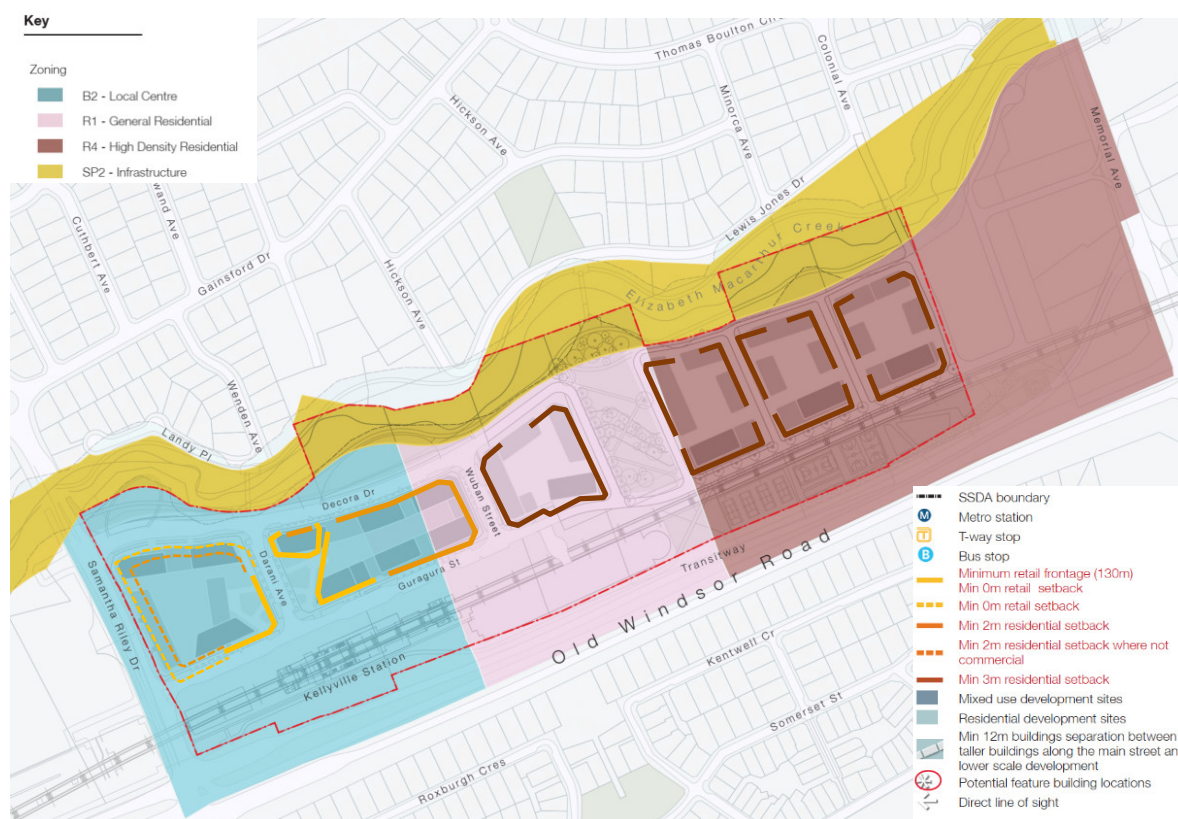 Key
Zoning
B2 - Local Centre
R1 - General Residential
R4 - High Density Residential
SP2 - Infrastructure
Thomas Boulton
Colonial Ave
Minorca Ave
Hickson Ave
Memorial Ave
wand Ave
Cuthbert Ave
Gainsford Dr
Hickson Ave
Lewis Jones Dr
Elizabeth Macarthur Creek
Wenden Ave
Landy Pl
Decora Dr
Wuban Street
Samantha Riley Dr
Darani Ave
Guragura St
Transitway
Old Windsor Road
Kellyville Station
Kentwell Cr
Somerset St
Roxburgh Cres
SSDA boundary
M Metro station
T T-way stop
B Bus stop
Minimum retail frontage (130m)
Min 0m retail setback
Min 0m retail setback
Min 2m residential setback
Min 2m residential setback where not
commercial
Min 3m residential setback
Mixed use development sites
Residential development sites
Min 12m buildings separation between
taller buildings along the main street an
lower scale development
Potential feature building locations
Direct line of sight